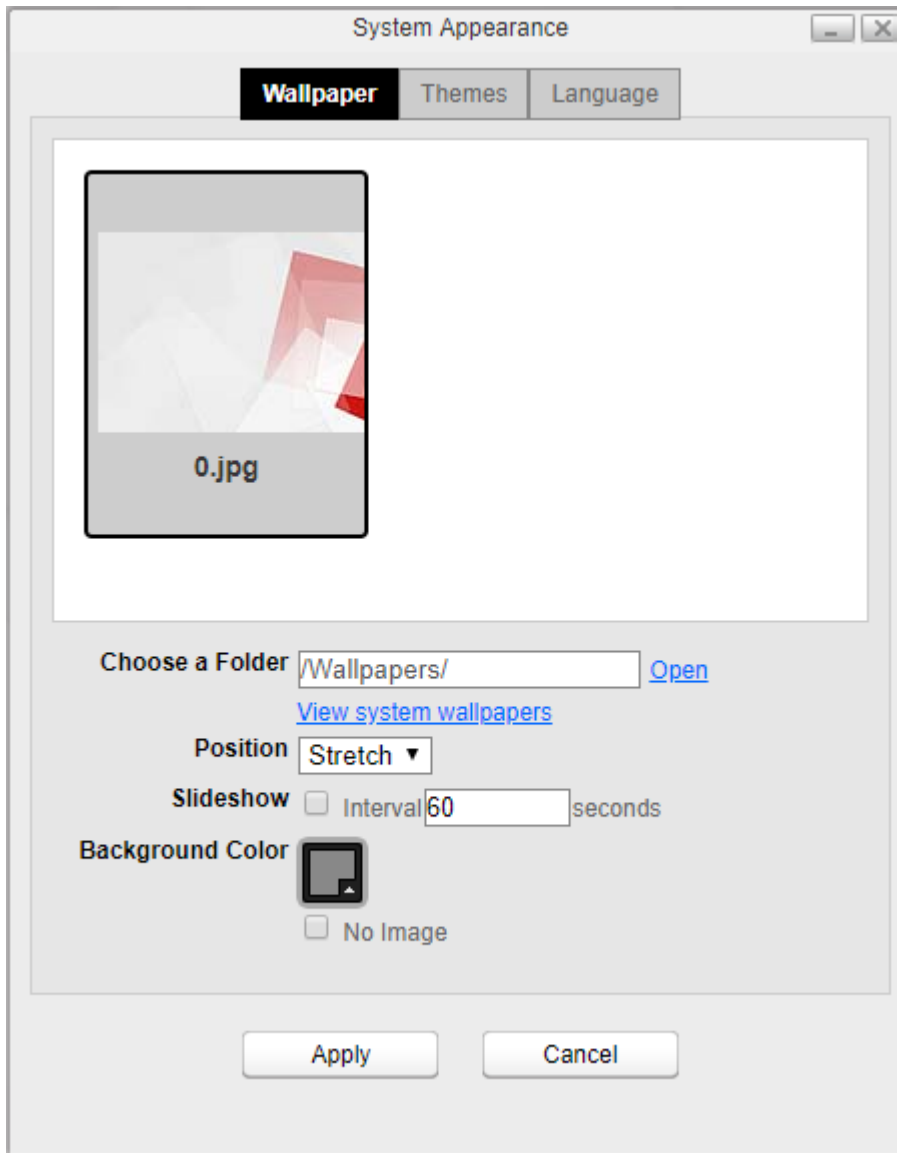 System Appearance
Wallpaper Themes Language
0.jpg
Choose a Folder /Wallpapers/ Open
View system wallpapers
Position Stretch
Slideshow Interval 60 seconds
Background Color
No Image
Apply Cancel